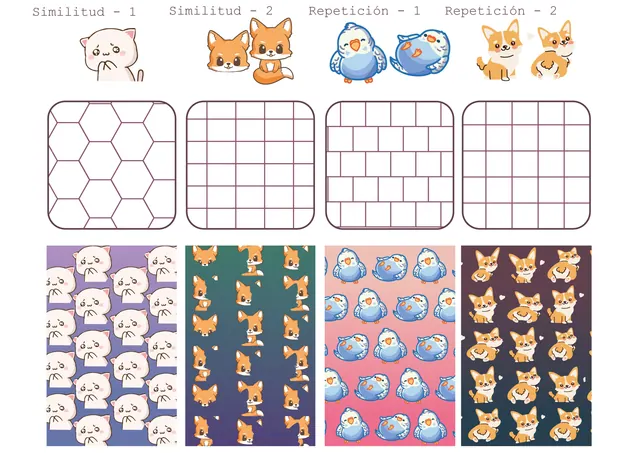 Similitud - 1
Similitud - 2
Repetición - 1
Repetición - 2